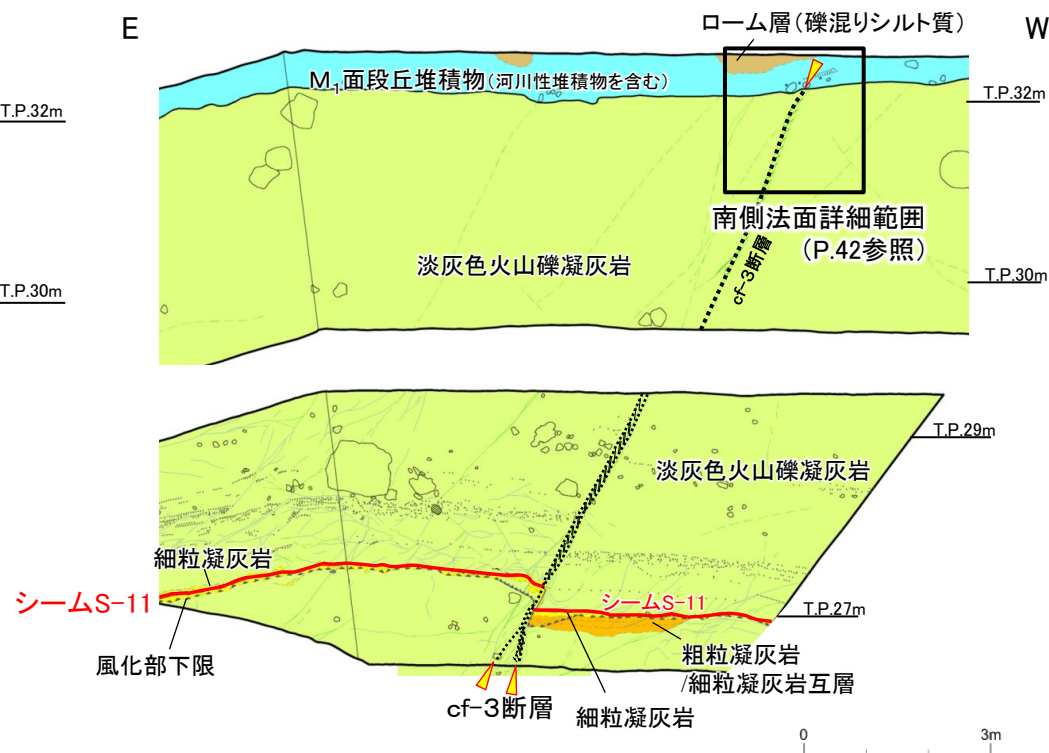 E
W
ローム層(礫混りシルト質)
M1面段丘堆積物(河川性堆積物を含む)
T.P.32m
T.P.32m
南側法面詳細範囲
(P.42参照)
cf-3断層
淡灰色火山礫凝灰岩
T.P.30m
T.P.30m
T.P.29m
淡灰色火山礫凝灰岩
細粒凝灰岩
シームS-11
シームS-11
T.P.27m
風化部下限
粗粒凝灰岩
/細粒凝灰岩互層
cf-3断層
細粒凝灰岩
0 3m